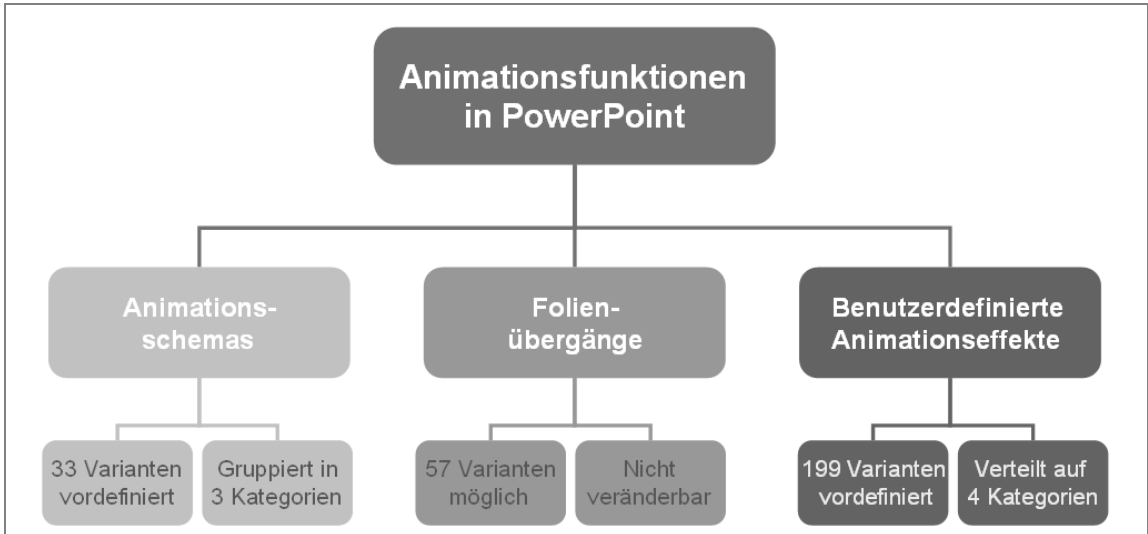 Animationsfunktionen
in PowerPoint
Animations-
schemas
Folien-
übergänge
Benutzerdefinierte
Animationseffekte
33 Varianten
vordefiniert
Gruppiert in
3 Kategorien
57 Varianten
möglich
Nicht
veränderbar
199 Varianten
vordefiniert
Verteilt auf
4 Kategorien